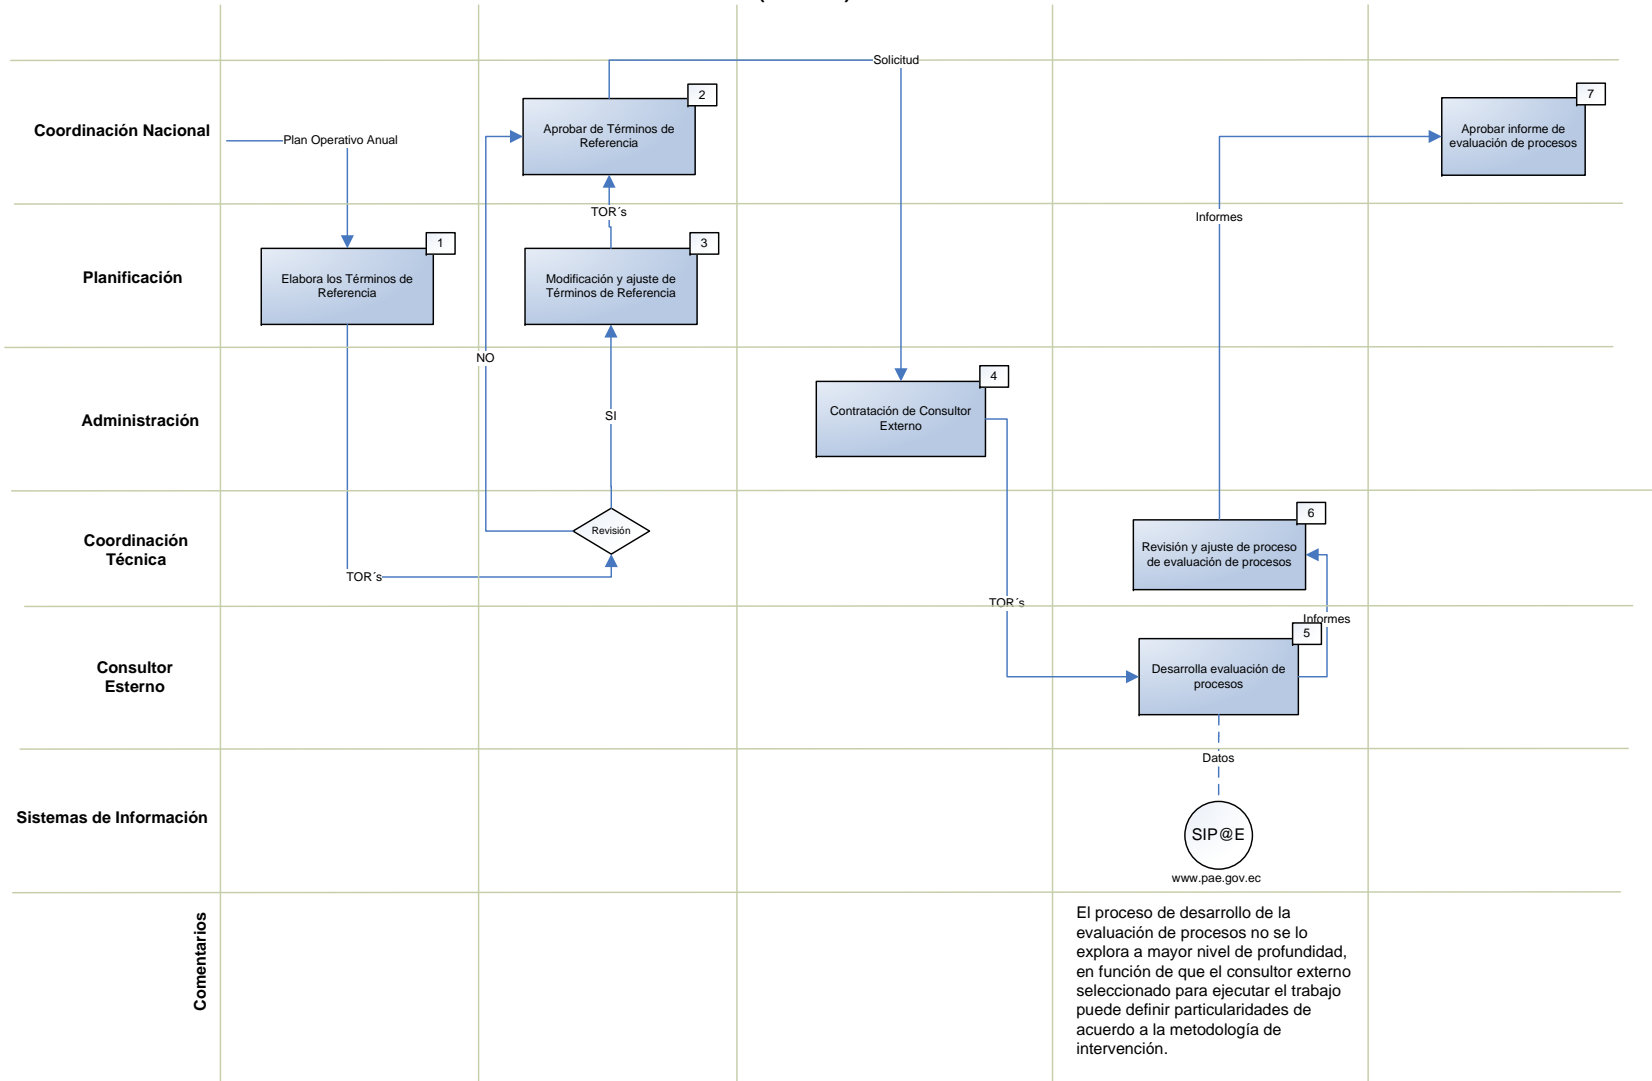 Solicitud
2
7
Coordinación Nacional
Plan Operativo Anual
Aprobar de Términos de
Referencia
Aprobar informe de
evaluación de procesos
TOR´s
Informes
1
3
Planificación
Elabora los Términos de
Referencia
Modificación y ajuste de
Términos de Referencia
NO
4
Administración
SI
Contratación de Consultor
Externo
6
Coordinación
Técnica
Revisión
Revisión y ajuste de proceso
de evaluación de procesos
TOR´s
TOR´s
Informes
5
Consultor
Esterno
Desarrolla evaluación de
procesos
Datos
Sistemas de Información
SIP@E
www.pae.gov.ec
Comentarios
El proceso de desarrollo de la
evaluación de procesos no se lo
explora a mayor nivel de profundidad,
en función de que el consultor externo
seleccionado para ejecutar el trabajo
puede definir particularidades de
acuerdo a la metodología de
intervención.